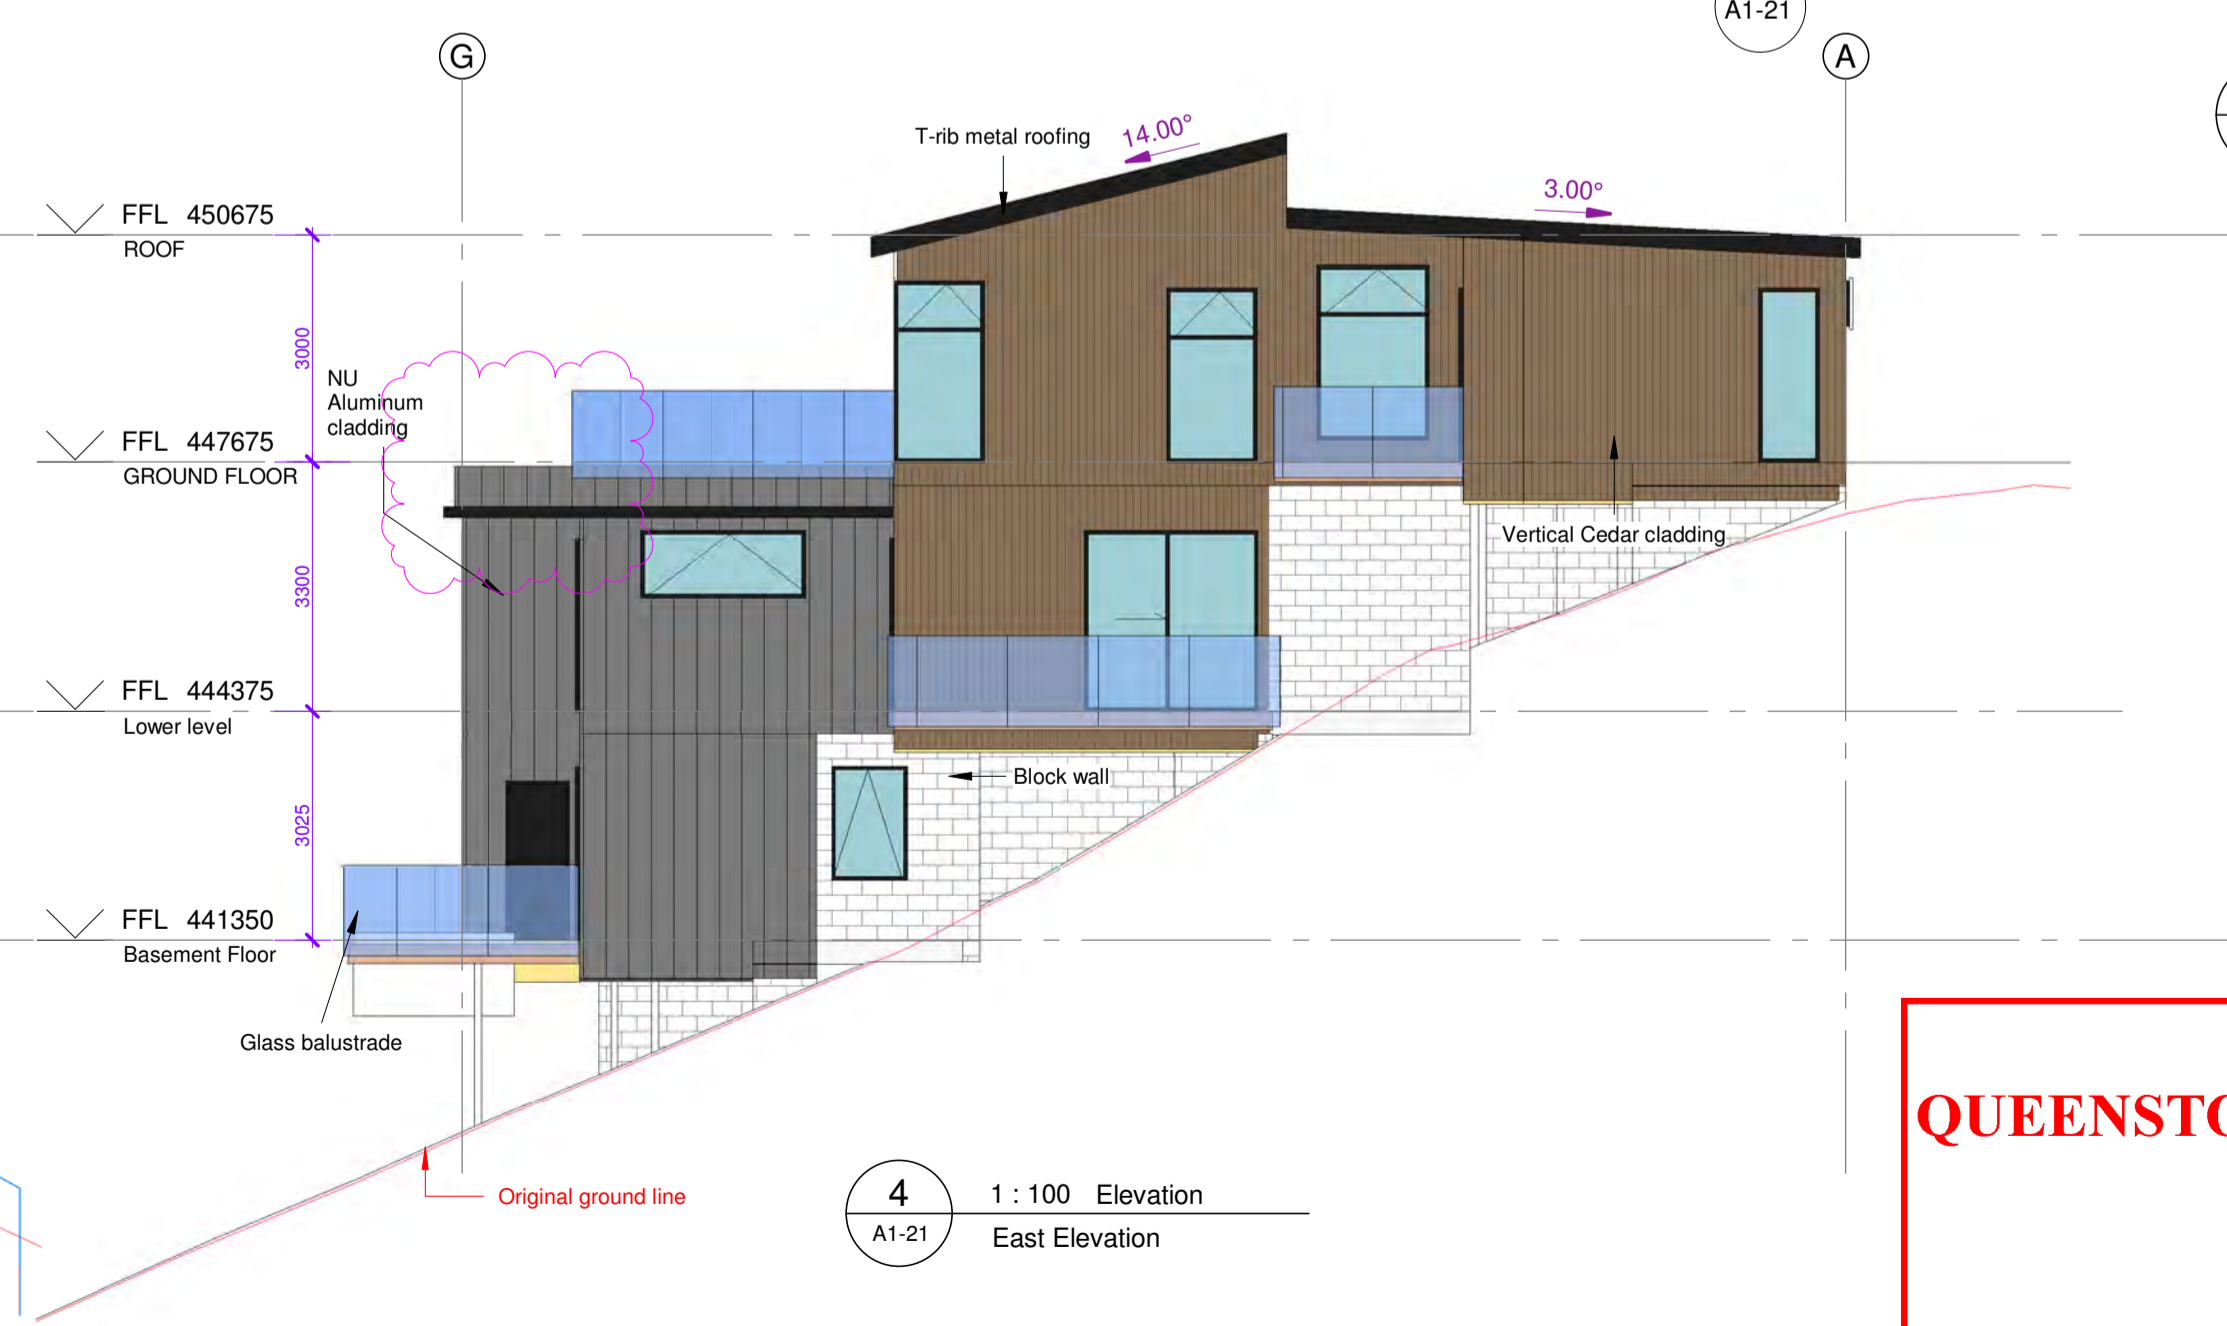 A1-21
G
A
T-rib metal roofing
14.00°
3.00°
FFL 450675
ROOF
3000
NU
Aluminum
cladding
FFL 447675
GROUND FLOOR
Vertical Cedar cladding
3300
FFL 444375
Lower level
Block wall
3025
FFL 441350
Basement Floor
Glass balustrade
Original ground line
4
A1-21
1 : 100 Elevation
East Elevation
QUEENSTO